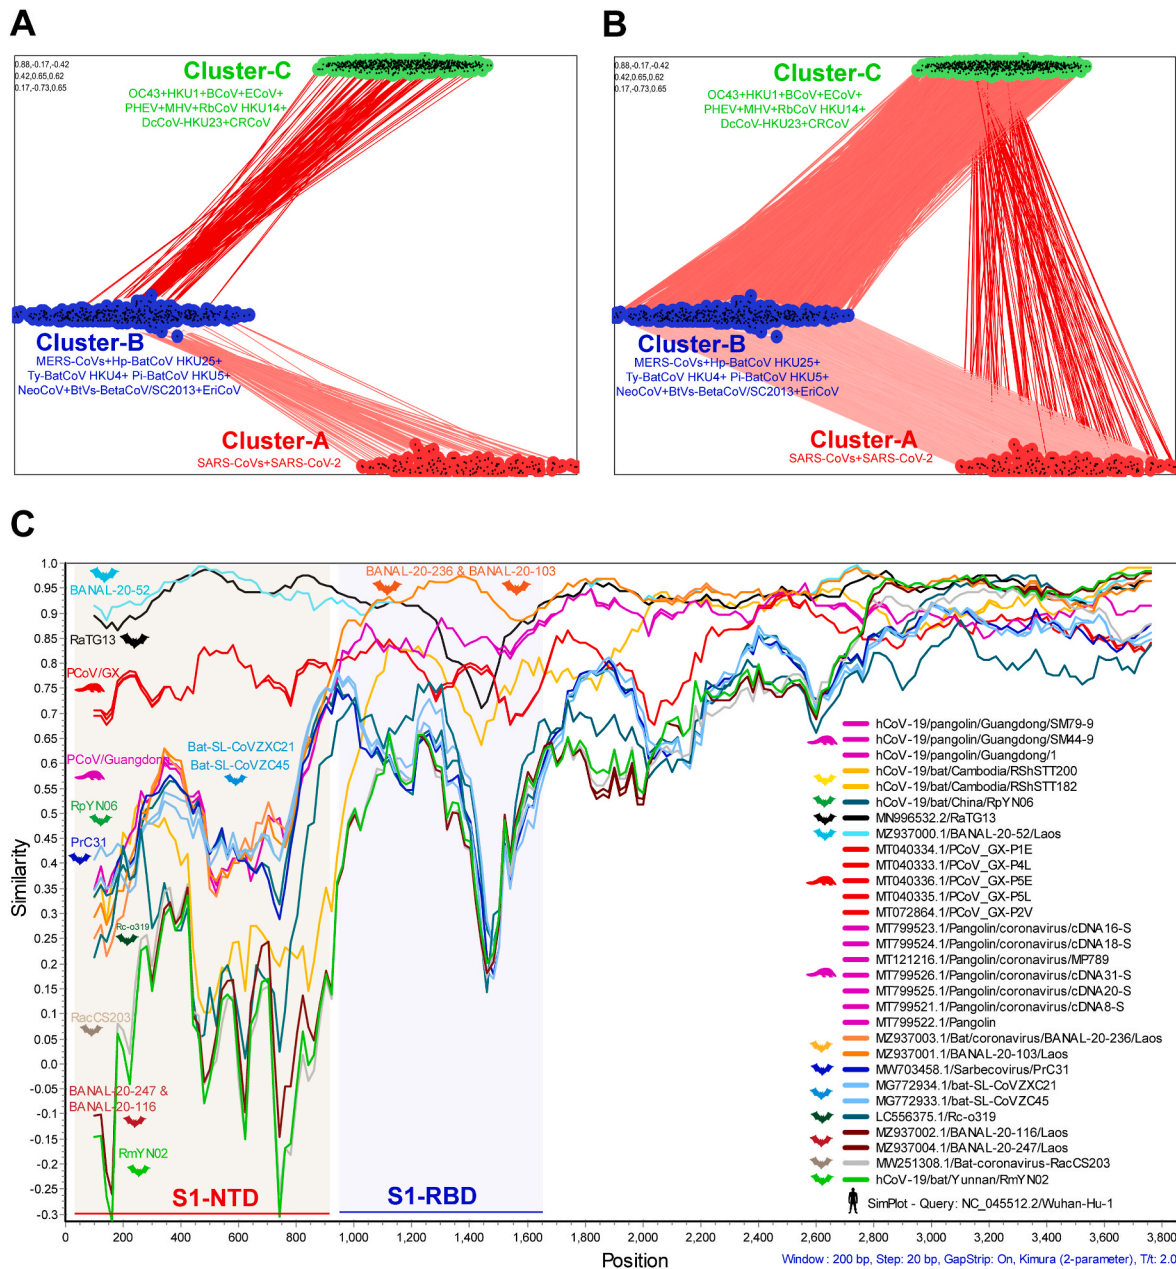 A
0.88,-0.17,-0.42
0.42,0.65,0.62
0.17,-0.73,0.65
Cluster-C
OC43+HKU1+BCoV+ECoV+
PHEV+MHV+RbCoV HKU14+
DcCoV-HKU23+CRCoV
Cluster-B
MERS-CoVs+Hp-BatCoV HKU25+
Ty-BatCoV HKU4+ Pi-BatCoV HKU5+
NeoCoV+BtVs-BetaCoV/SC2013+EriCoV
Cluster-A
SARS-CoVs+SARS-CoV-2
B
0.88,-0.17,-0.42
0.42,0.65,0.62
0.17,-0.73,0.65
Cluster-C
OC43+HKU1+BCoV+ECoV+
PHEV+MHV+RbCoV HKU14+
DcCoV-HKU23+CRCoV
Cluster-B
MERS-CoVs+Hp-BatCoV HKU25+
Ty-BatCoV HKU4+ Pi-BatCoV HKU5+
NeoCoV+BtVs-BetaCoV/SC2013+EriCoV
Cluster-A
SARS-CoVs+SARS-CoV-2
C
Similarity
1.0
0.95
0.9
0.85
0.8
0.75
0.7
0.65
0.6
0.55
0.5
0.45
0.4
0.35
0.3
0.25
0.2
0.15
0.1
0.05
0.0
-0.05
-0.1
-0.15
-0.2
-0.25
-0.3
BANAL-20-52
RaTG13
PCoV/GX
PCoV/Guangdong
RpYN06
PrC31
Rc-o319
RacCS203
BANAL-20-247 &
BANAL-20-116
RmYN02
Bat-SL-CoVZXC21
Bat-SL-CoVZC45
BANAL-20-236 & BANAL-20-103
S1-NTD
S1-RBD
hCoV-19/pangolin/Guangdong/SM79-9
hCoV-19/pangolin/Guangdong/SM44-9
hCoV-19/pangolin/Guangdong/1
hCoV-19/bat/Cambodia/RShSTT200
hCoV-19/bat/Cambodia/RShSTT182
hCoV-19/bat/China/RpYN06
MN996532.2/RaTG13
MZ937000.1/BANAL-20-52/Laos
MT040334.1/PCoV_GX-P1E
MT040333.1/PCoV_GX-P4L
MT040336.1/PCoV_GX-P5E
MT040335.1/PCoV_GX-P5L
MT072864.1/PCoV_GX-P2V
MT799523.1/Pangolin/coronavirus/cDNA16-S
MT799524.1/Pangolin/coronavirus/cDNA18-S
MT121216.1/Pangolin/coronavirus/MP789
MT799526.1/Pangolin/coronavirus/cDNA31-S
MT799525.1/Pangolin/coronavirus/cDNA20-S
MT799521.1/Pangolin/coronavirus/cDNA8-S
MT799522.1/Pangolin
MZ937003.1/Bat/coronavirus/BANAL-20-236/Laos
MZ937001.1/BANAL-20-103/Laos
MW703458.1/Sarbecovirus/PrC31
MG772934.1/bat-SL-CoVZXC21
MG772933.1/bat-SL-CoVZC45
LC556375.1/Rc-o319
MZ937002.1/BANAL-20-116/Laos
MZ937004.1/BANAL-20-247/Laos
MW251308.1/Bat-coronavirus-RacCS203
hCoV-19/bat/Yunnan/RmYN02
SimPlot - Query: NC_045512.2/Wuhan-Hu-1
0 200 400 600 800 1,000 1,200 1,400 1,600 1,800 2,000 2,200 2,400 2,600 2,800 3,000 3,200 3,400 3,600 3,800
Position
Window: 200 bp, Step: 20 bp, GapStrip: On, Kimura (2-parameter), T/t: 2.0